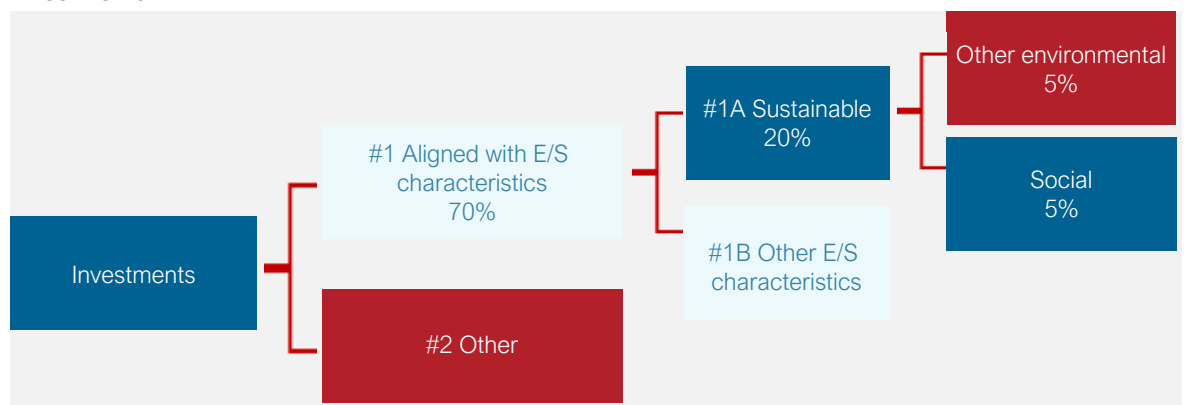 Investments
#1 Aligned with E/S
characteristics
70%
#2 Other
#1A Sustainable
20%
#1B Other E/S
characteristics
Other environmental
5%
Social
5%